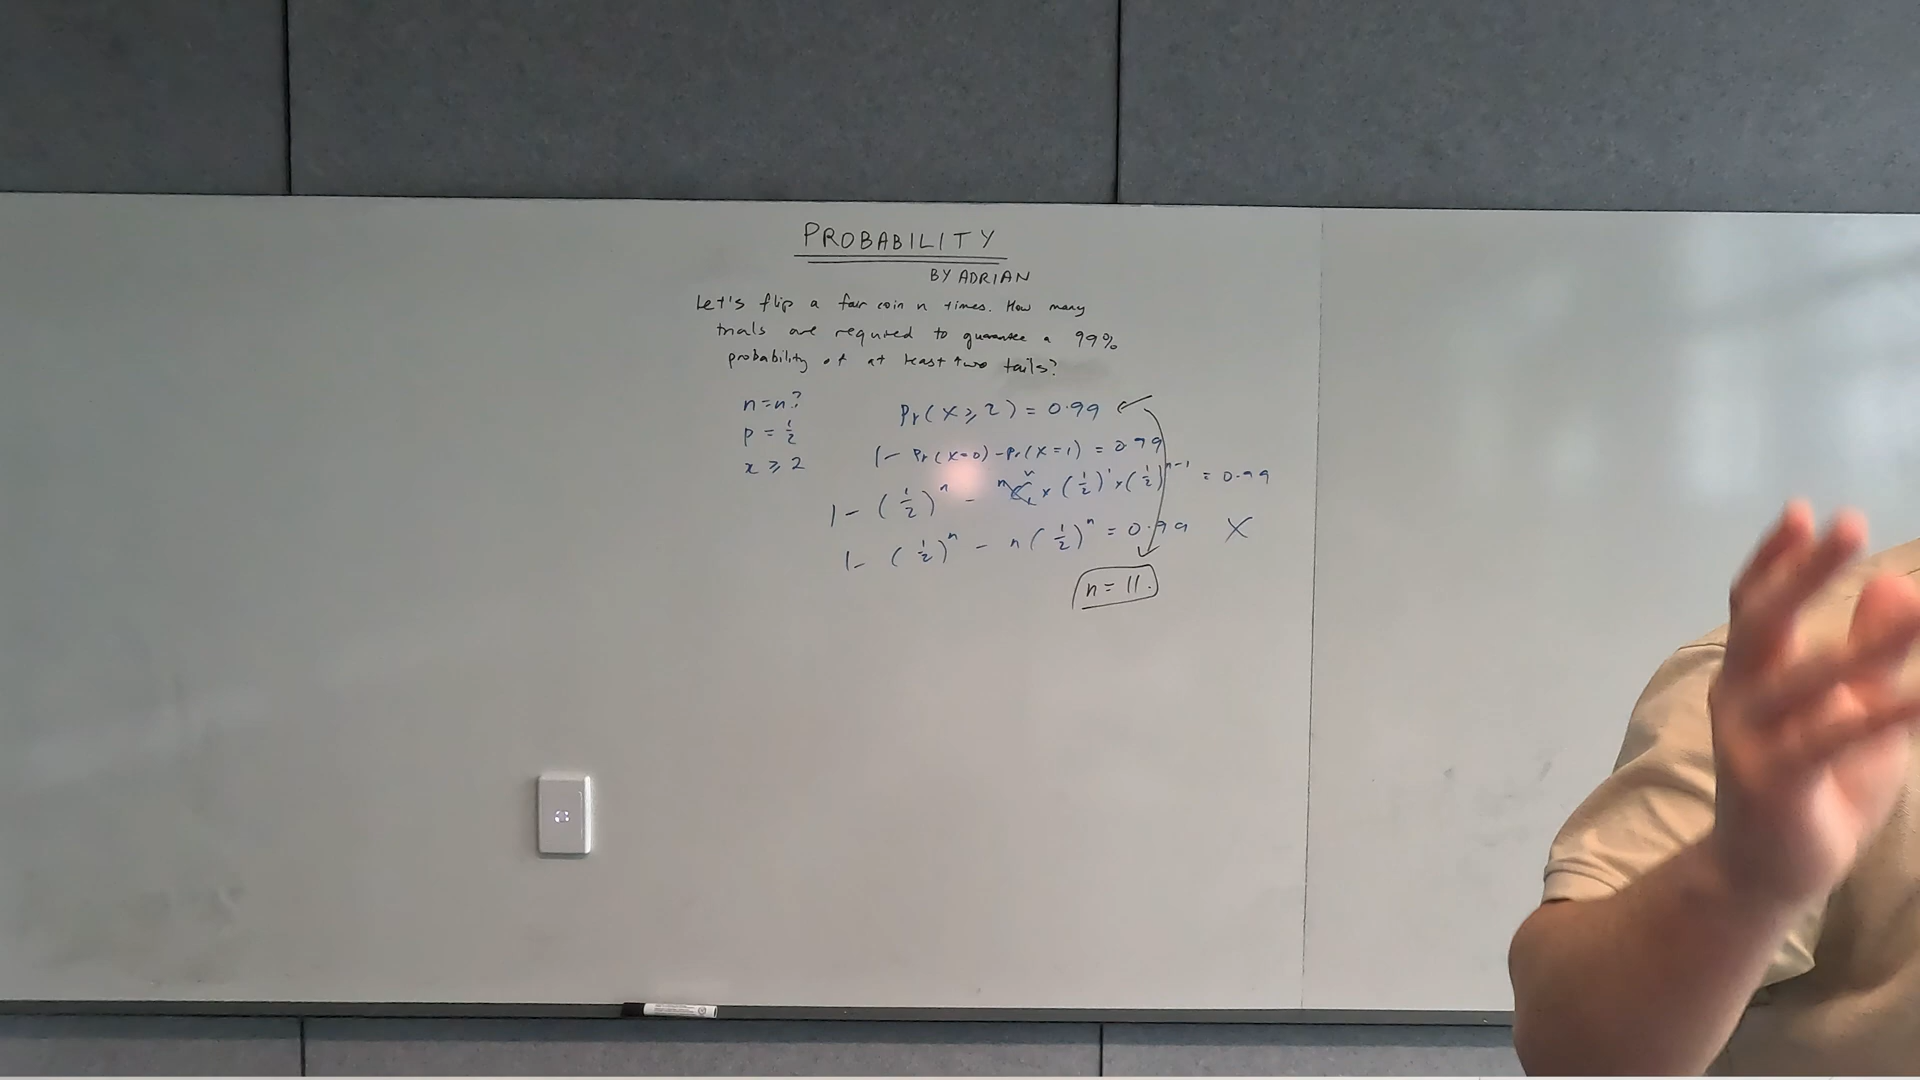 PROBABILITY
BY ADRIAN
Let's flip a fair coin n times. How many
trials are required to guarantee a 99%
probability of at least two tails?
n = n?
p = 1/2
x ≥ 2
Pr(X ≥ 2) = 0.99
1 - Pr(X=0) - Pr(X=1) = 0.99
1 - (1/2)^n - n × (1/2)^1 × (1/2)^(n-1) = 0.99
1 - (1/2)^n - n(1/2)^n = 0.99 X
n = 11.